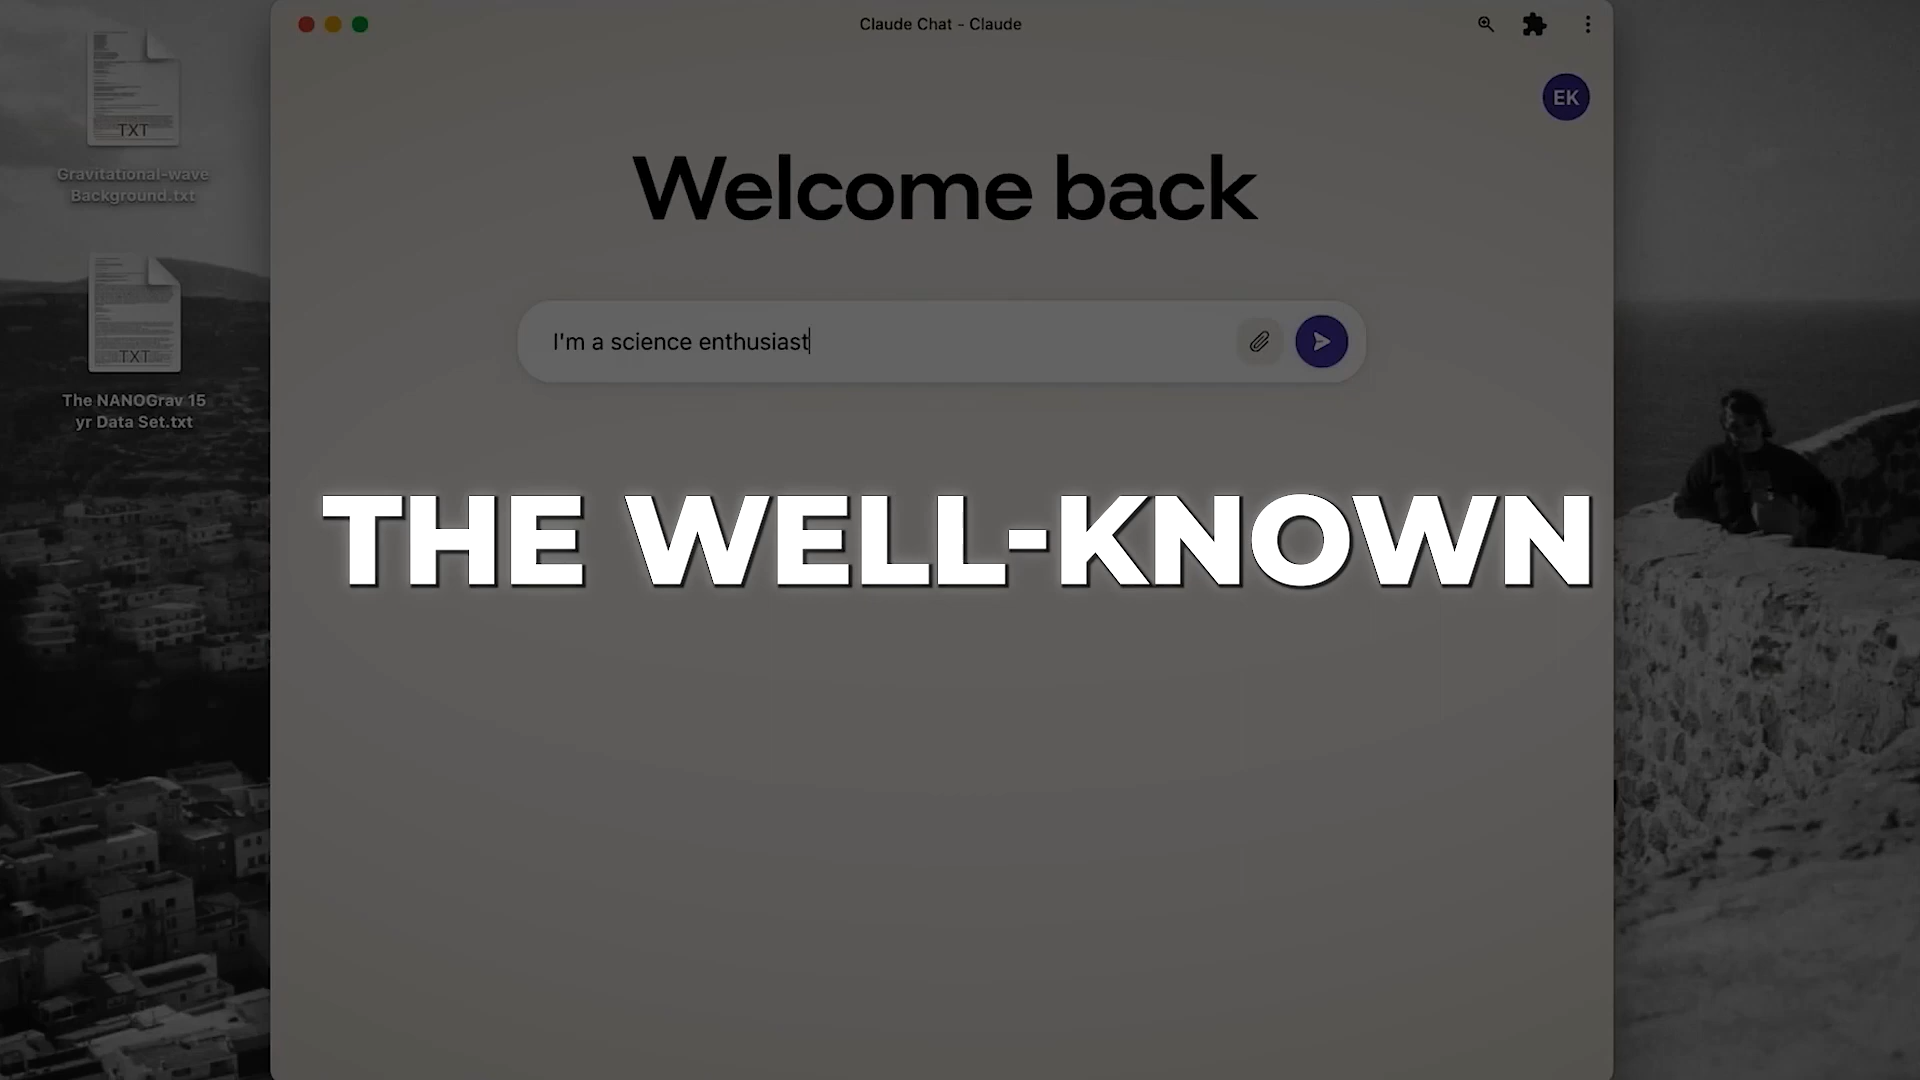 Claude Chat - Claude
EK
TXT
Gravitational-wave
Background.txt
Welcome back
I'm a science enthusiast
TXT
The NANOGrav 15
yr Data Set.txt
THE WELL-KNOWN